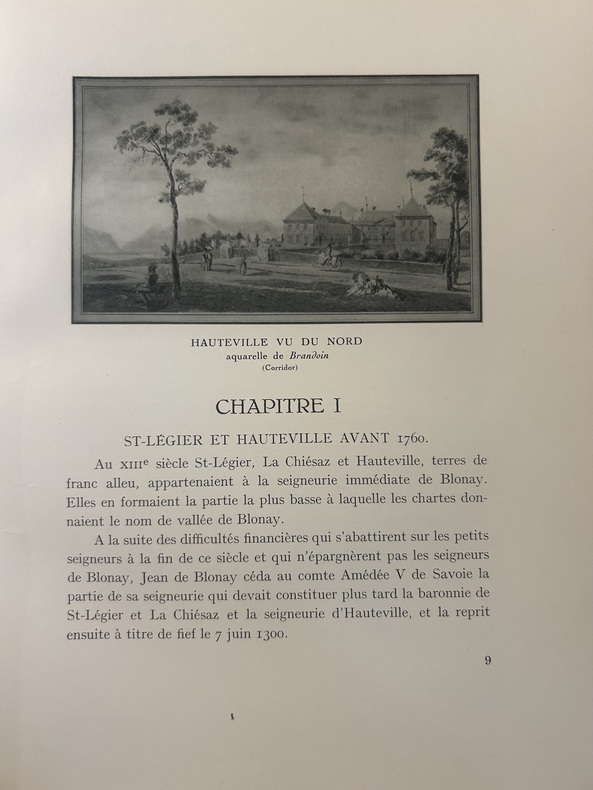 HAUTEVILLE VU DU NORD
aquarelle de Brandoin
(Corridor)
CHAPITRE I
ST-LÉGIER ET HAUTEVILLE AVANT 1760.
Au XIIIe siècle St-Légier, La Chiésaz et Hauteville, terres de
franc alleu, appartenaient à la seigneurie immédiate de Blonay.
Elles en formaient la partie la plus basse à laquelle les chartes don-
naient le nom de vallée de Blonay.
A la suite des difficultés financières qui s'abattirent sur les petits
seigneurs à la fin de ce siècle et qui n'épargnèrent pas les seigneurs
de Blonay, Jean de Blonay céda au comte Amédée V de Savoie la
partie de sa seigneurie qui devait constituer plus tard la baronnie de
St-Légier et La Chiésaz et la seigneurie d'Hauteville, et la reprit
ensuite à titre de fief le 7 juin 1300.
9